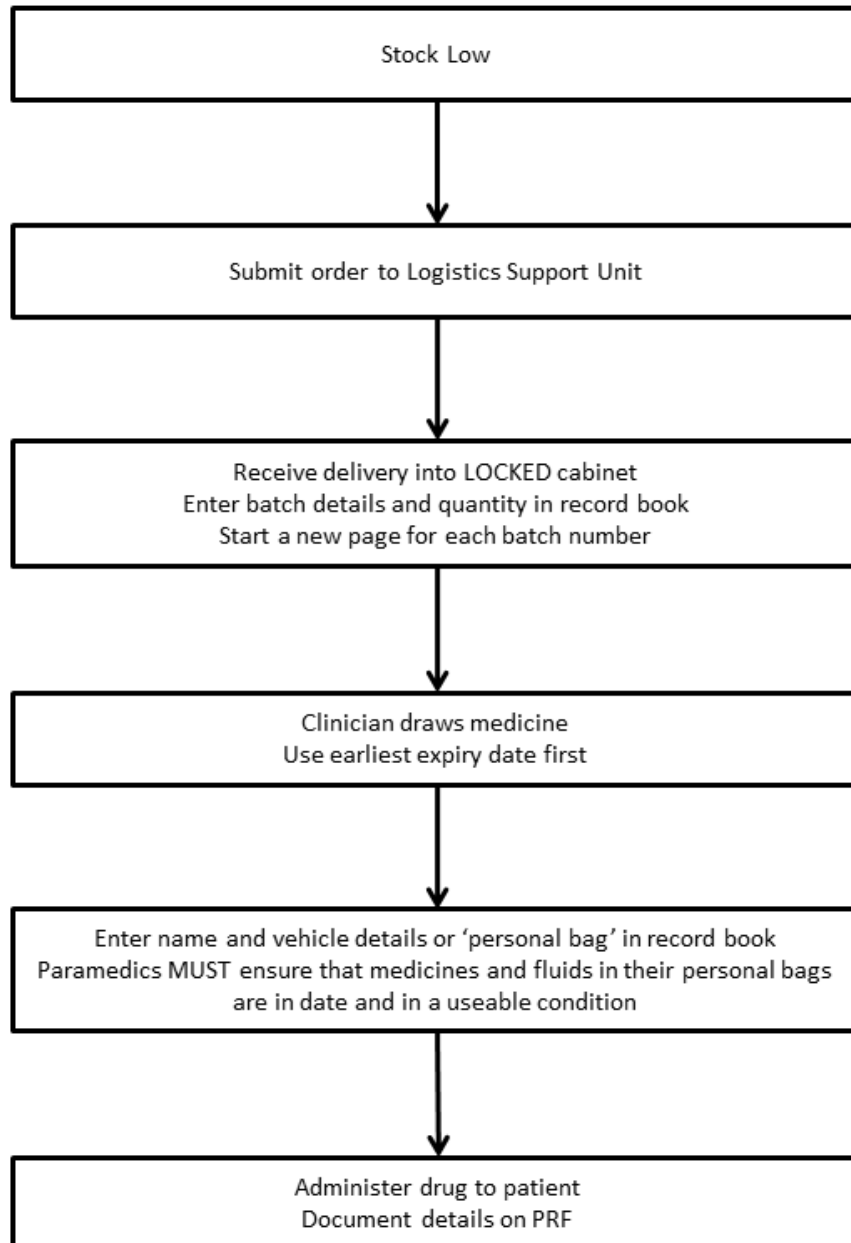 Stock Low
Submit order to Logistics Support Unit
Receive delivery into LOCKED cabinet
Enter batch details and quantity in record book
Start a new page for each batch number
Clinician draws medicine
Use earliest expiry date first
Enter name and vehicle details or ‘personal bag’ in record book
Paramedics MUST ensure that medicines and fluids in their personal bags
are in date and in a useable condition
Administer drug to patient
Document details on PRF